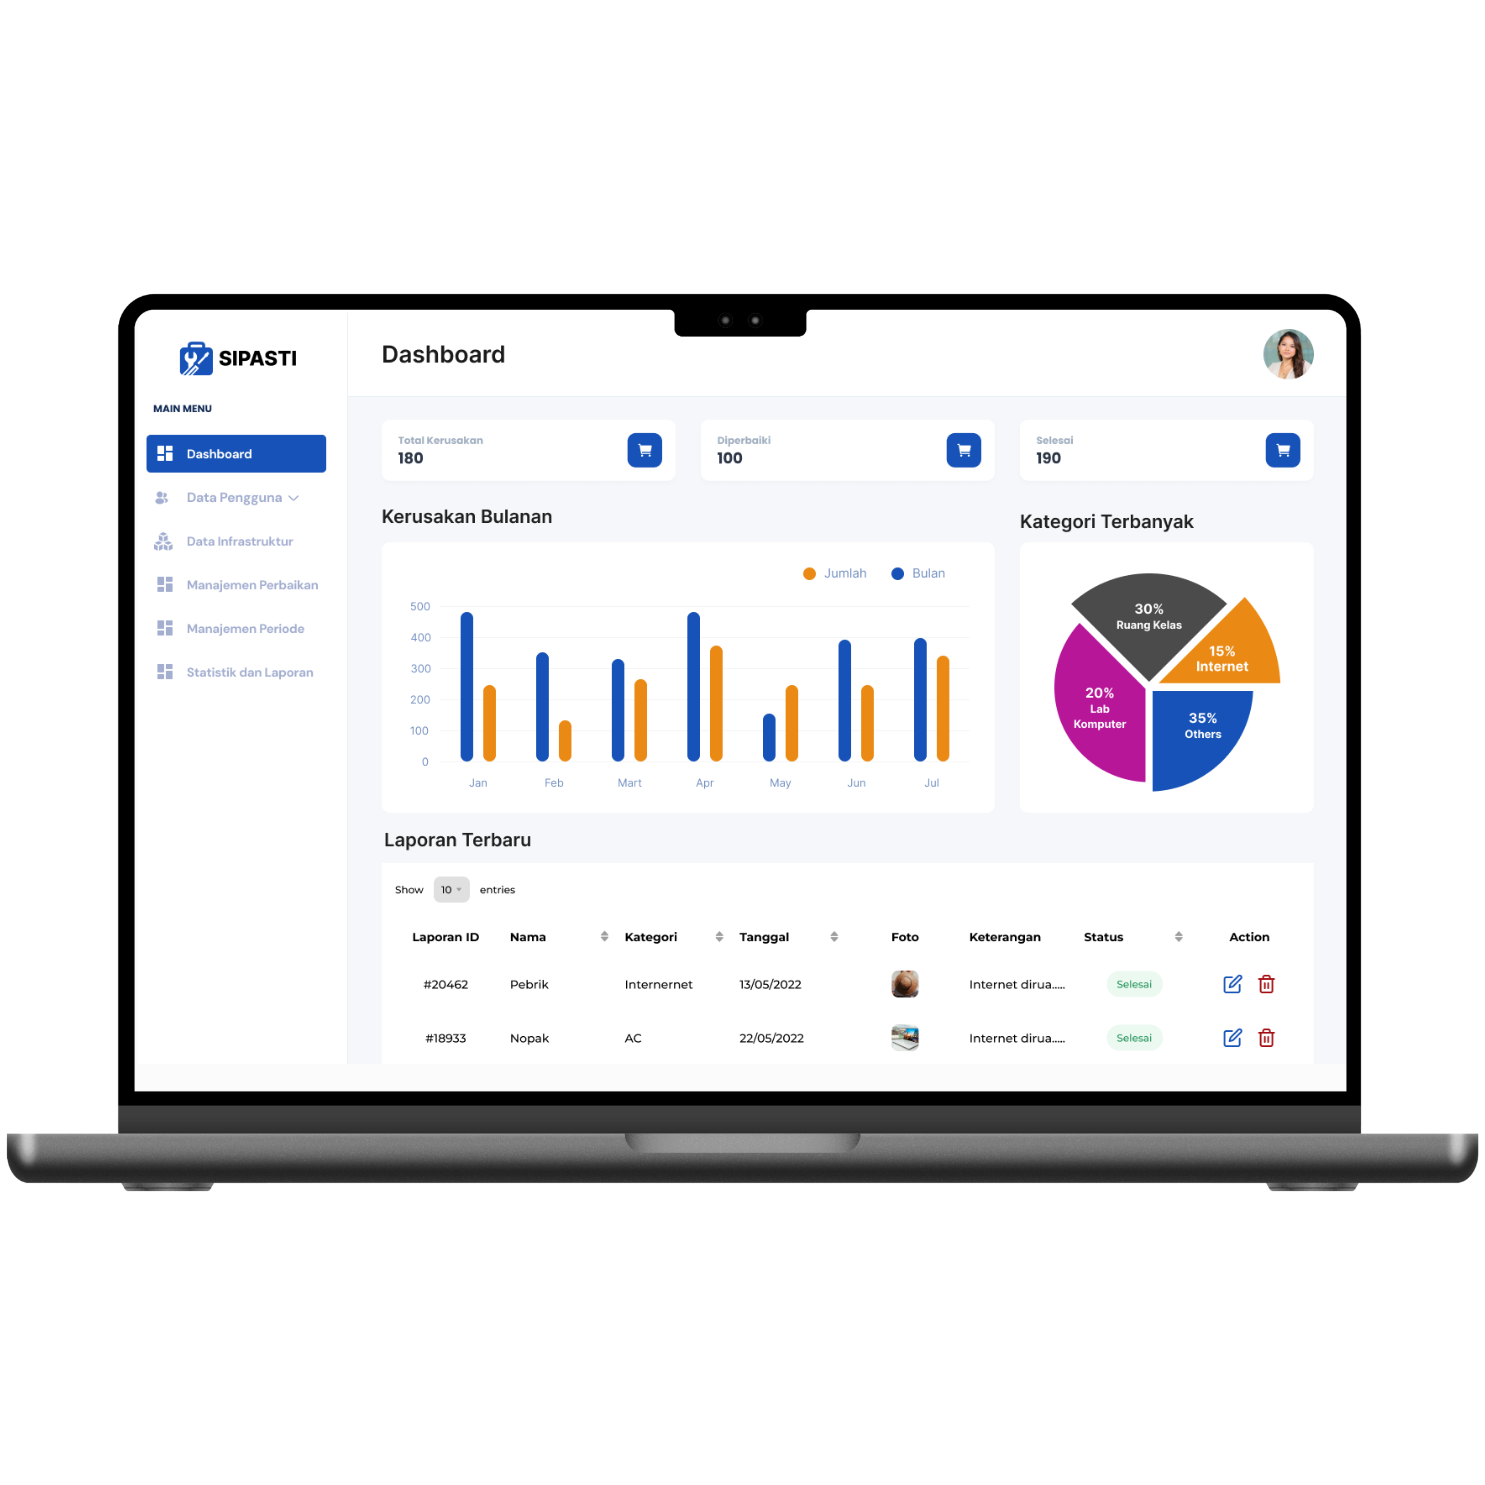 SIPASTI
MAIN MENU
Dashboard
Data Pengguna
Data Infrastruktur
Manajemen Perbaikan
Manajemen Periode
Statistik dan Laporan
Dashboard
Total Kerusakan
180
Diperbaiki
100
Selesai
190
Kerusakan Bulanan
Jumlah Bulan
500
400
300
200
100
0
Jan Feb Mart Apr May Jun Jul
Kategori Terbanyak
30%
Ruang Kelas
15%
Internet
20%
Lab
Komputer
35%
Others
Laporan Terbaru
Show 10 entries
Laporan ID Nama Kategori Tanggal Foto Keterangan Status Action
#20462 Pebrik Internernet 13/05/2022 Internet dirua..... Selesai
#18933 Nopak AC 22/05/2022 Internet dirua..... Selesai